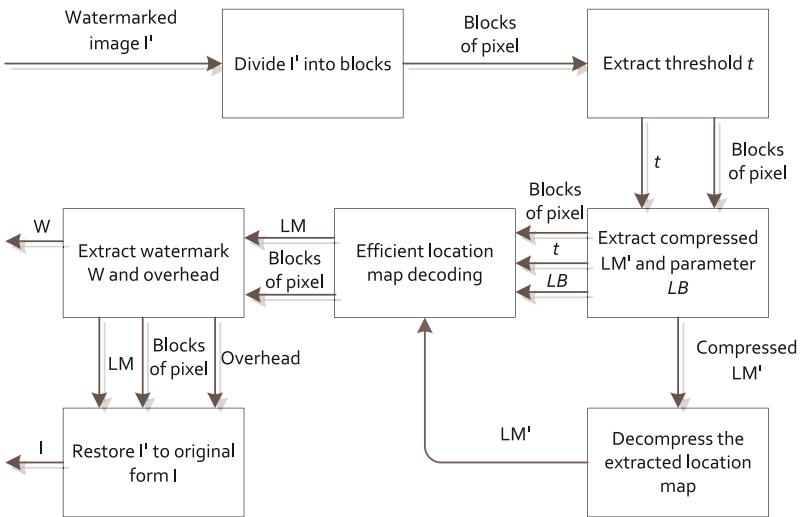 Watermarked
image I'
Divide I' into blocks
Blocks
of pixel
Extract threshold t
t
Blocks
of pixel
W
Extract watermark
W and overhead
LM
Blocks
of pixel
Efficient location
map decoding
Blocks
of pixel
t
LB
Extract compressed
LM' and parameter
LB
LM
Blocks
of pixel
Overhead
Compressed
LM'
I
Restore I' to original
form I
LM'
Decompress the
extracted location
map